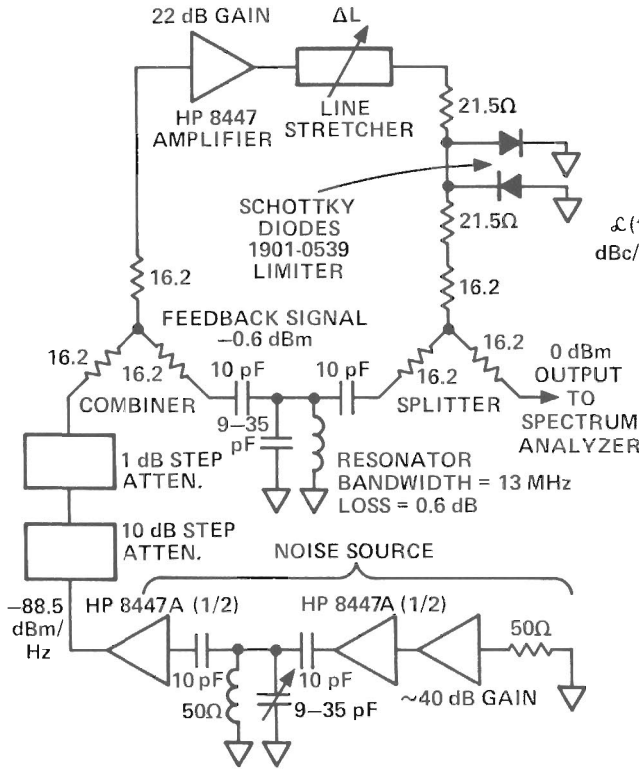 22 dB GAIN
ΔL
HP 8447
AMPLIFIER
LINE
STRETCHER
21.5Ω
SCHOTTKY
DIODES
1901-0539
LIMITER
21.5Ω
ℒ(
dBc/
16.2
16.2
FEEDBACK SIGNAL
−0.6 dBm
16.2
16.2
16.2
16.2
10 pF
10 pF
0 dBm
OUTPUT
TO
SPECTRUM
ANALYZER
COMBINER
SPLITTER
9−35
pF
RESONATOR
BANDWIDTH = 13 MHz
LOSS = 0.6 dB
1 dB STEP
ATTEN.
10 dB STEP
ATTEN.
NOISE SOURCE
−88.5
dBm/
Hz
HP 8447A (1/2)
HP 8447A (1/2)
50Ω
10 pF
10 pF
~40 dB GAIN
50Ω
9−35 pF